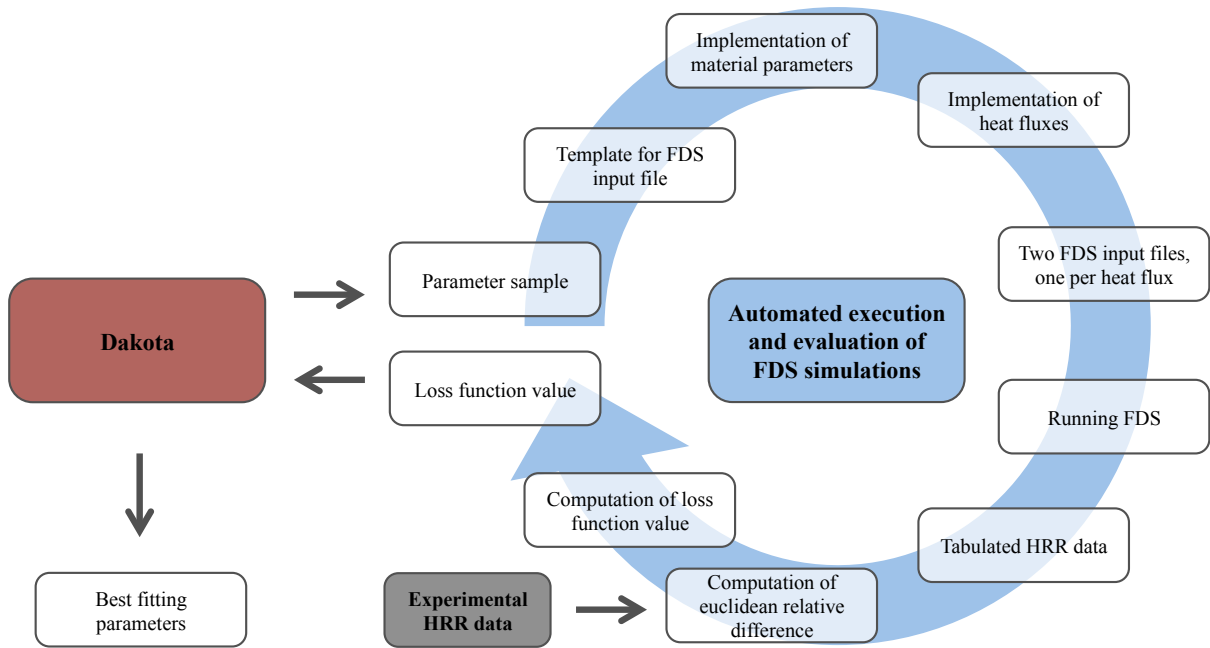 Implementation of
material parameters
Implementation of
heat fluxes
Template for FDS
input file
Two FDS input files,
one per heat flux
Parameter sample
Dakota
Automated execution
and evaluation of
FDS simulations
Loss function value
Running FDS
Computation of loss
function value
Tabulated HRR data
Best fitting
parameters
Experimental
HRR data
Computation of
euclidean relative
difference